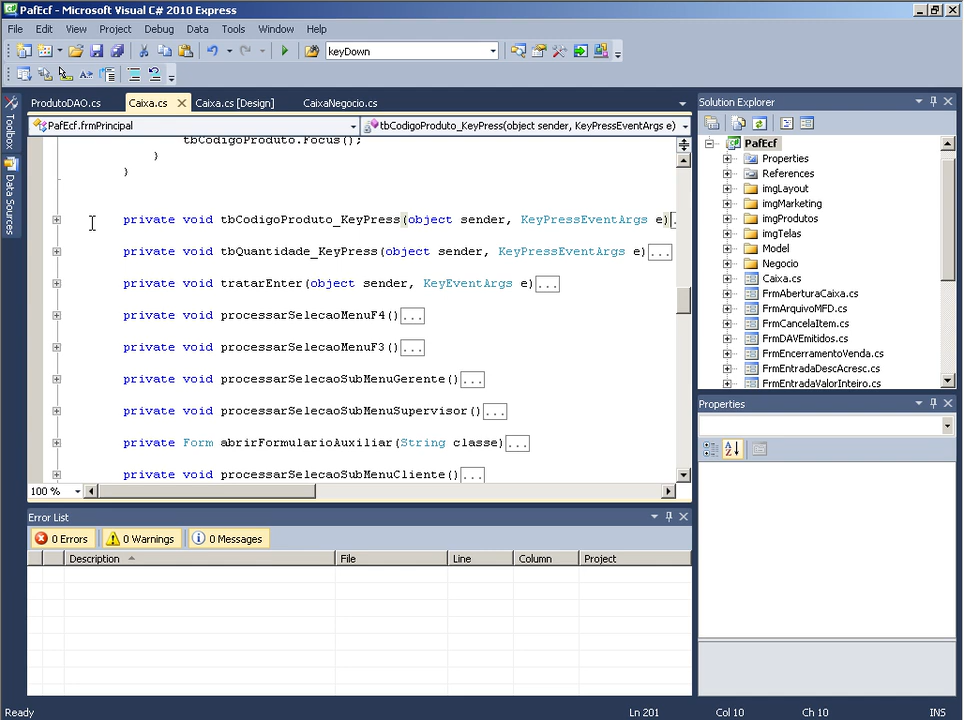 PafEcf - Microsoft Visual C# 2010 Express
File Edit View Project Debug Data Tools Window Help
keyDown
ProdutoDAO.cs Caixa.cs Caixa.cs [Design] CaixaNegocio.cs
PafEcf.frmPrincipal tbCodigoProduto_KeyPress(object sender, KeyPressEventArgs e)
Toolbox
Data Sources
tbCodigoProduto.Focus();
}
}
private void tbCodigoProduto_KeyPress(object sender, KeyPressEventArgs e)
private void tbQuantidade_KeyPress(object sender, KeyPressEventArgs e)...
private void tratarEnter(object sender, KeyEventArgs e)...
private void processarSelecaoMenuF4()...
private void processarSelecaoMenuF3()...
private void processarSelecaoSubMenuGerente()...
private void processarSelecaoSubMenuSupervisor()...
private Form abrirFormularioAuxiliar(String classe)...
private void processarSelecaoSubMenuCliente()...
100 %
Solution Explorer
PafEcf
Properties
References
imgLayout
imgMarketing
imgProdutos
imgTelas
Model
Negocio
Caixa.cs
FrmAberturaCaixa.cs
FrmArquivoMFD.cs
FrmCancelaItem.cs
FrmDAVEmitidos.cs
FrmEncerramentoVenda.cs
FrmEntradaDescAcresc.cs
FrmEntradaValorInteiro.cs
Properties
Error List
0 Errors 0 Warnings 0 Messages
Description File Line Column Project
Ready Ln 201 Col 10 Ch 10 INS